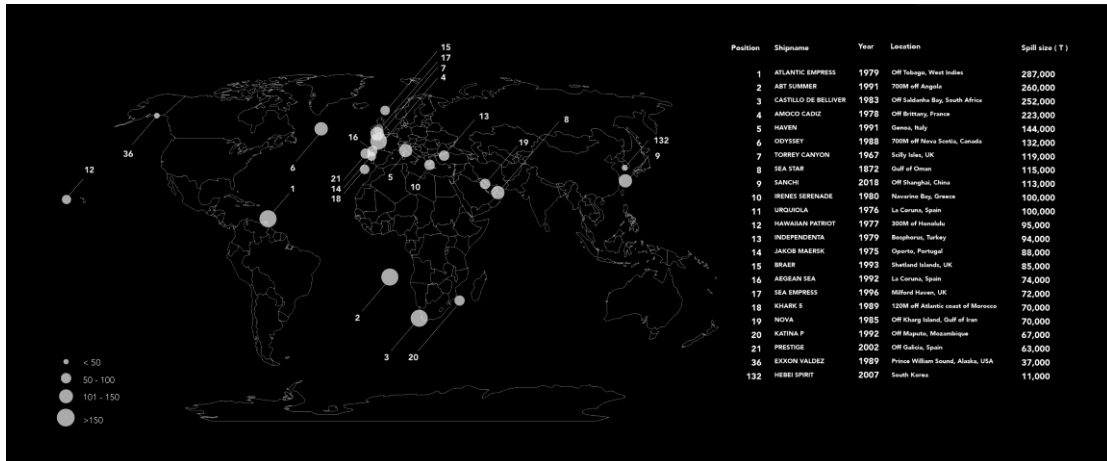 15
17
7
4
13
8
16
132
19
9
36
12
6
21
14
18
5
10
1
2
3
20
< 50
50 - 100
101 - 150
>150
Position Shipname Year Location Spill size ( T )
1 ATLANTIC EMPRESS 1979 Off Tobago, West Indies 287,000
2 ABT SUMMER 1991 700M off Angola 260,000
3 CASTILLO DE BELLIVER 1983 Off Saldanha Bay, South Africa 252,000
4 AMOCO CADIZ 1978 Off Brittany, France 223,000
5 HAVEN 1991 Genoa, Italy 144,000
6 ODYSSEY 1988 700M off Nova Scotia, Canada 132,000
7 TORREY CANYON 1967 Scilly Isles, UK 119,000
8 SEA STAR 1872 Gulf of Oman 115,000
9 SANCHI 2018 Off Shanghai, China 113,000
10 IRENES SERENADE 1980 Navarino Bay, Greece 100,000
11 URQUIOLA 1976 La Coruna, Spain 100,000
12 HAWAIIAN PATRIOT 1977 300M of Honolulu 95,000
13 INDEPENDENTA 1979 Bosphorus, Turkey 94,000
14 JAKOB MAERSK 1975 Oporto, Portugal 88,000
15 BRAER 1993 Shetland Islands, UK 85,000
16 AEGEAN SEA 1992 La Coruna, Spain 74,000
17 SEA EMPRESS 1996 Milford Haven, UK 72,000
18 KHARK 5 1989 120M off Atlantic coast of Morocco 70,000
19 NOVA 1985 Off Kharg Island, Gulf of Iran 70,000
20 KATINA P 1992 Off Maputo, Mozambique 67,000
21 PRESTIGE 2002 Off Galicia, Spain 63,000
36 EXXON VALDEZ 1989 Prince William Sound, Alaska, USA 37,000
132 HEBEI SPIRIT 2007 South Korea 11,000